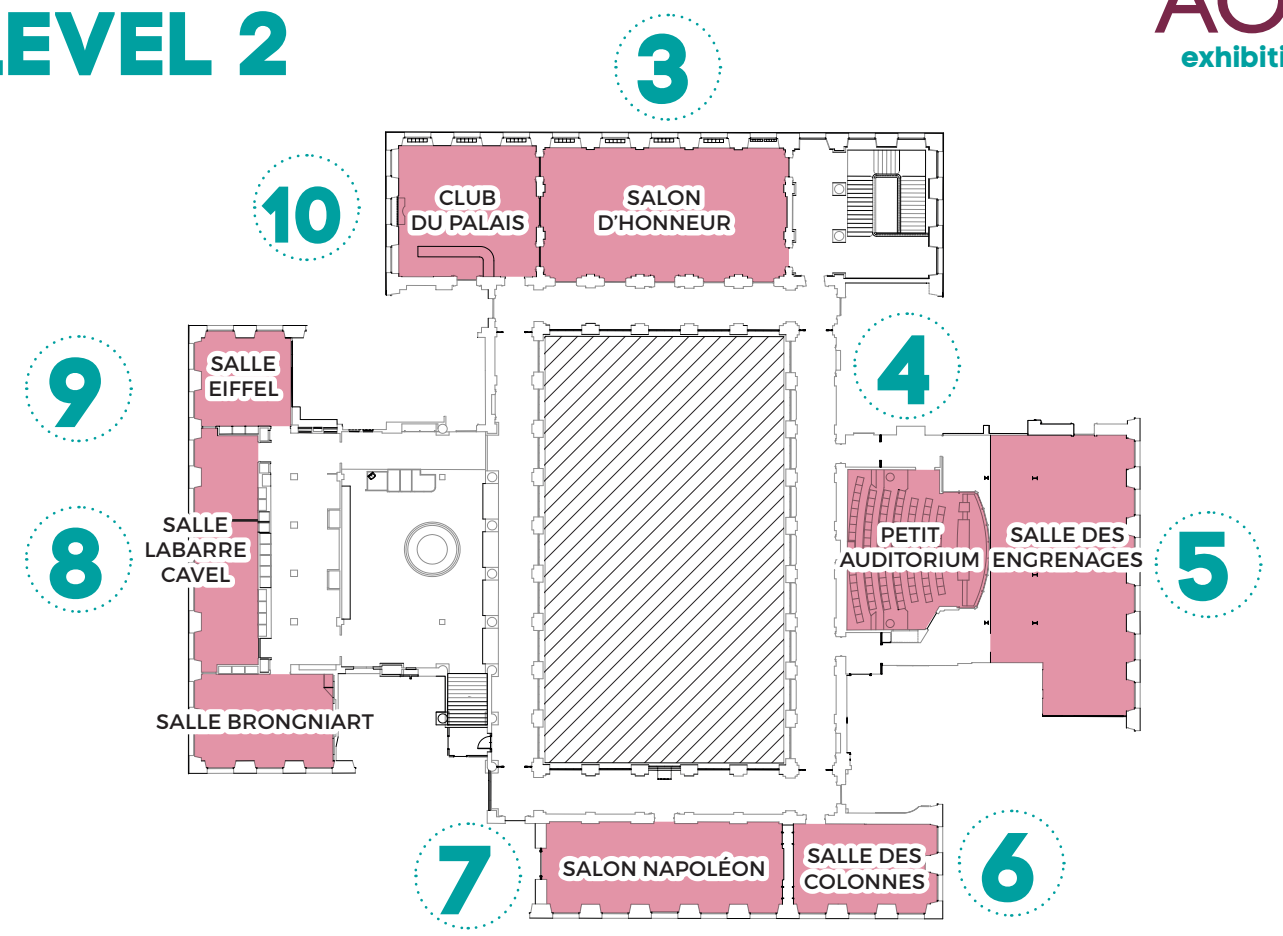 LEVEL 2
exhibiti
3
10
CLUB
DU PALAIS
SALON
D'HONNEUR
9
SALLE
EIFFEL
4
8
SALLE
LABARRE
CAVEL
PETIT
AUDITORIUM
SALLE DES
ENGRENAGES
5
SALLE BRONGNIART
7
SALON NAPOLÉON
SALLE DES
COLONNES
6